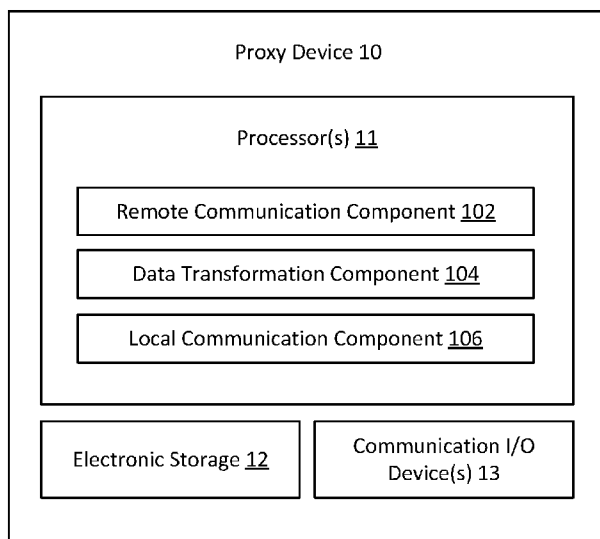 Proxy Device 10
Processor(s) 11
Remote Communication Component 102
Data Transformation Component 104
Local Communication Component 106
Electronic Storage 12
Communication I/O
Device(s) 13